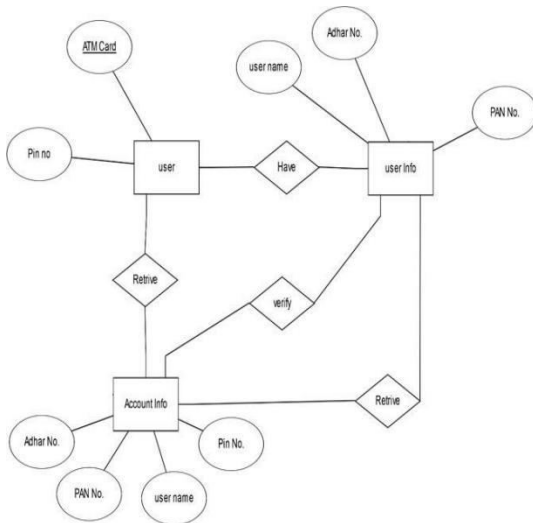 ATM Card
Adhar No.
user name
PAN No.
Pin no
user
Have
user Info
Retrive
verify
Account Info
Retrive
Adhar No.
Pin No.
PAN No.
user name